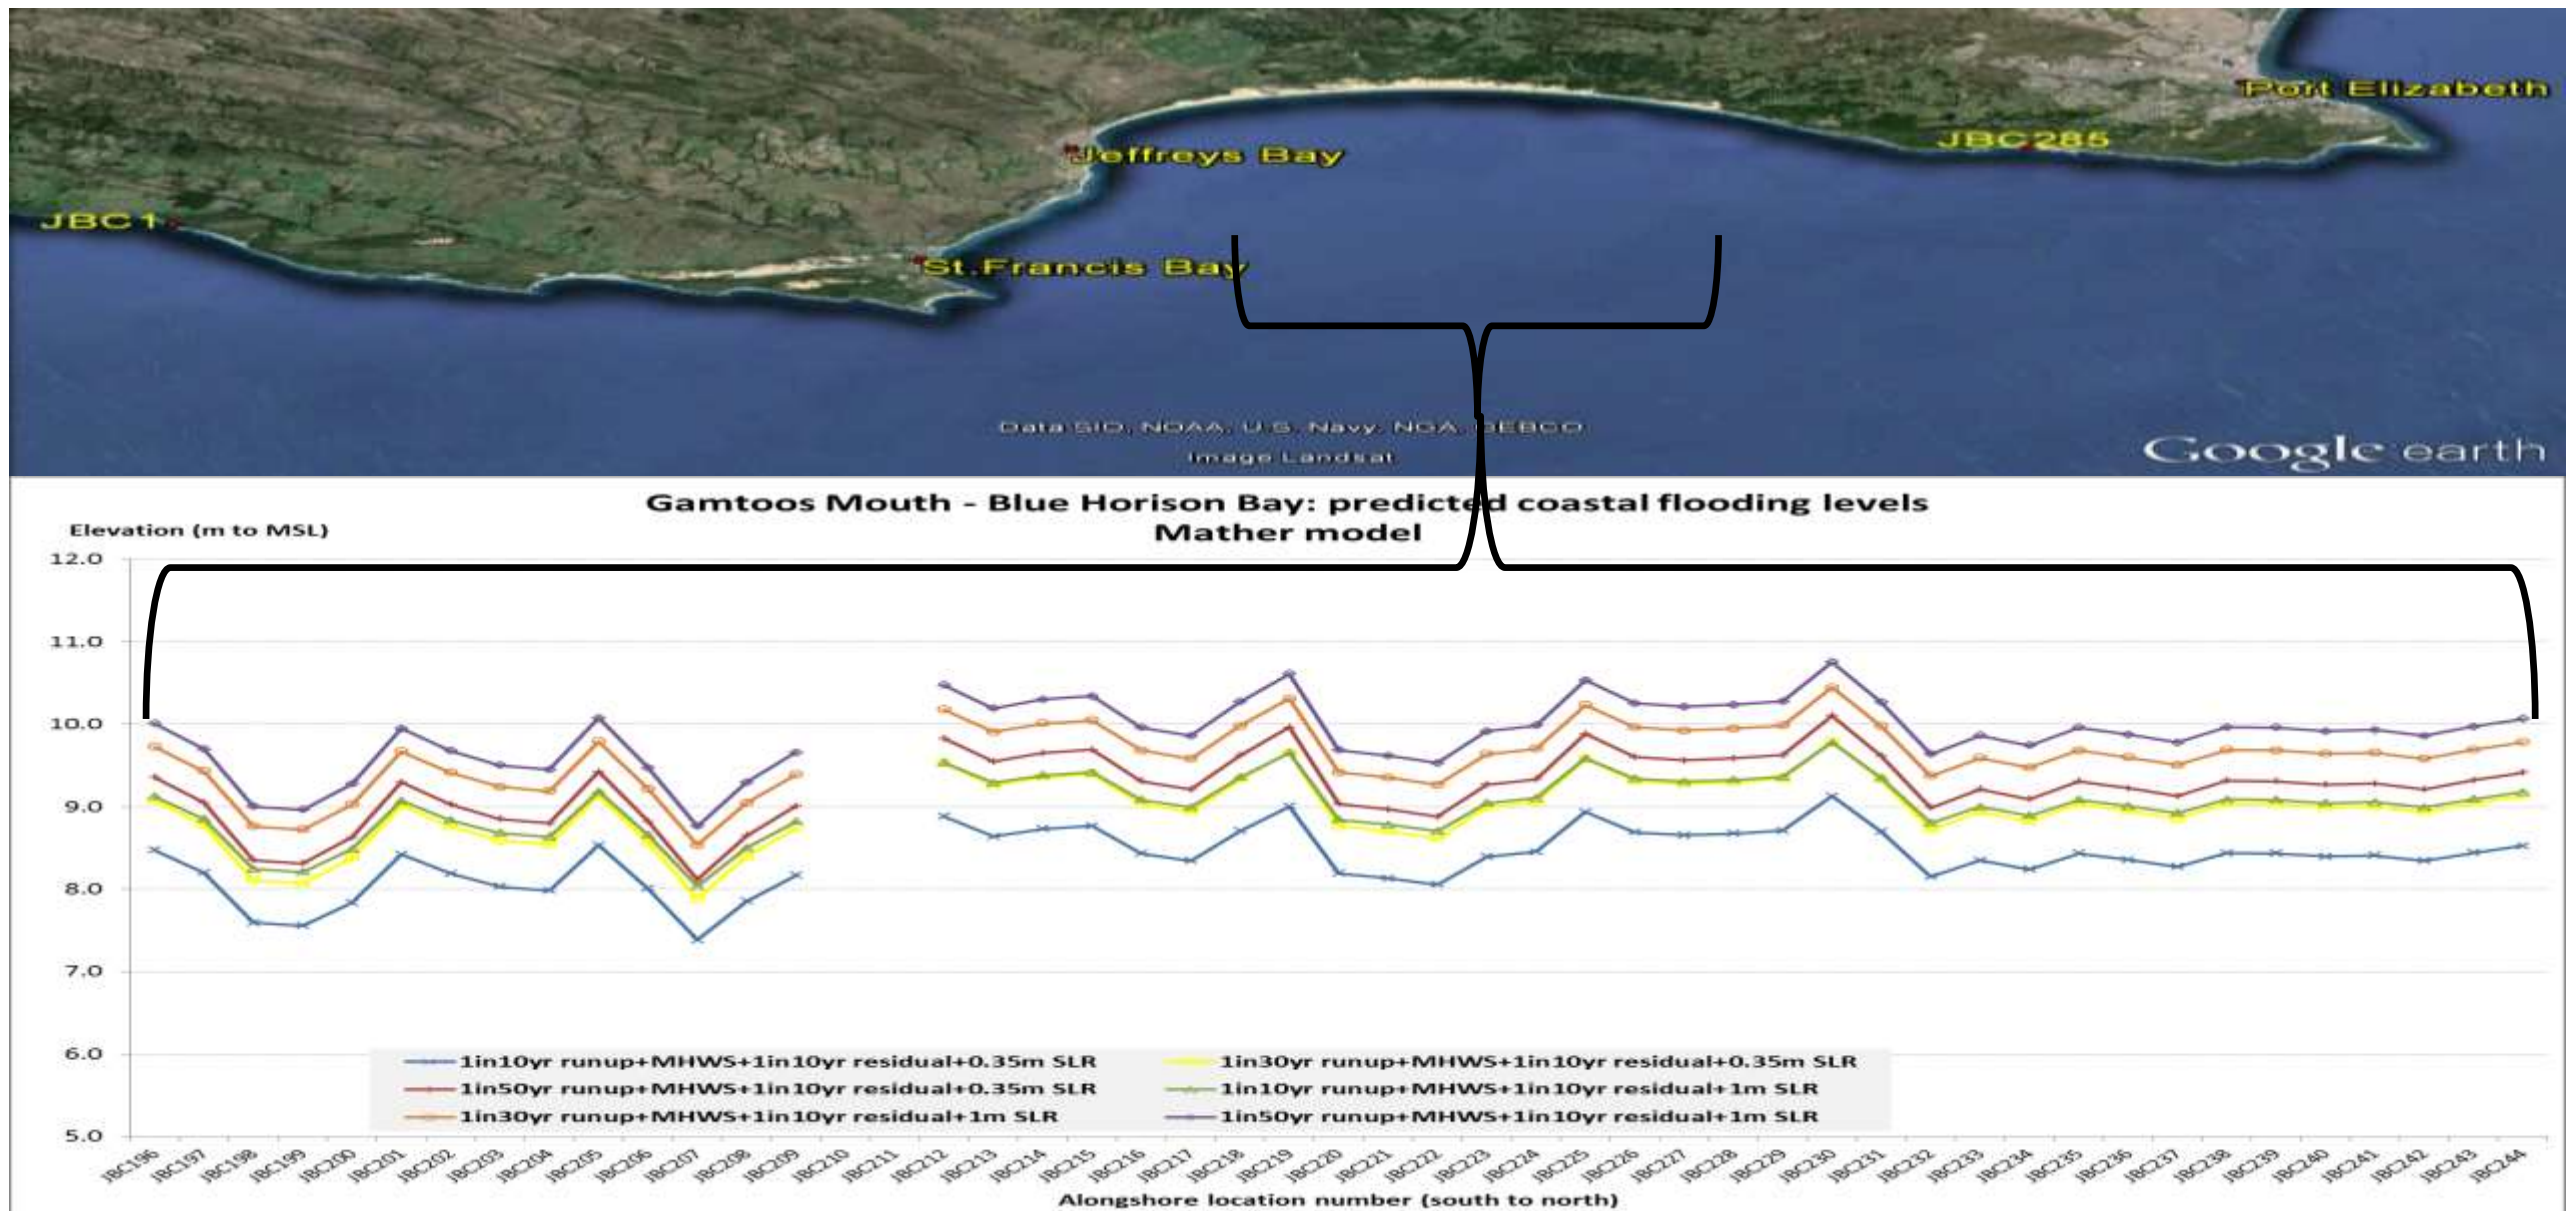 Port Elizabeth
JBC285
Jeffreys Bay
JBC1
St.Francis Bay
Data SIO, NOAA, U.S. Navy, NGA, GEBCO
Image Landsat
Google earth
Gamtoos Mouth - Blue Horison Bay: predicted coastal flooding levels
Mather model
Elevation (m to MSL)
12.0
11.0
10.0
9.0
8.0
7.0
6.0
5.0
1in10yr runup+MHWS+1in10yr residual+0.35m SLR
1in30yr runup+MHWS+1in10yr residual+0.35m SLR
1in50yr runup+MHWS+1in10yr residual+0.35m SLR
1in10yr runup+MHWS+1in10yr residual+1m SLR
1in30yr runup+MHWS+1in10yr residual+1m SLR
1in50yr runup+MHWS+1in10yr residual+1m SLR
JBC196
JBC197
JBC198
JBC199
JBC200
JBC201
JBC202
JBC203
JBC204
JBC205
JBC206
JBC207
JBC208
JBC209
JBC210
JBC211
JBC212
JBC213
JBC214
JBC215
JBC216
JBC217
JBC218
JBC219
JBC220
JBC221
JBC222
JBC223
JBC224
JBC225
JBC226
JBC227
JBC228
JBC229
JBC230
JBC231
JBC232
JBC233
JBC234
JBC235
JBC236
JBC237
JBC238
JBC239
JBC240
JBC241
JBC242
JBC243
JBC244
Alongshore location number (south to north)